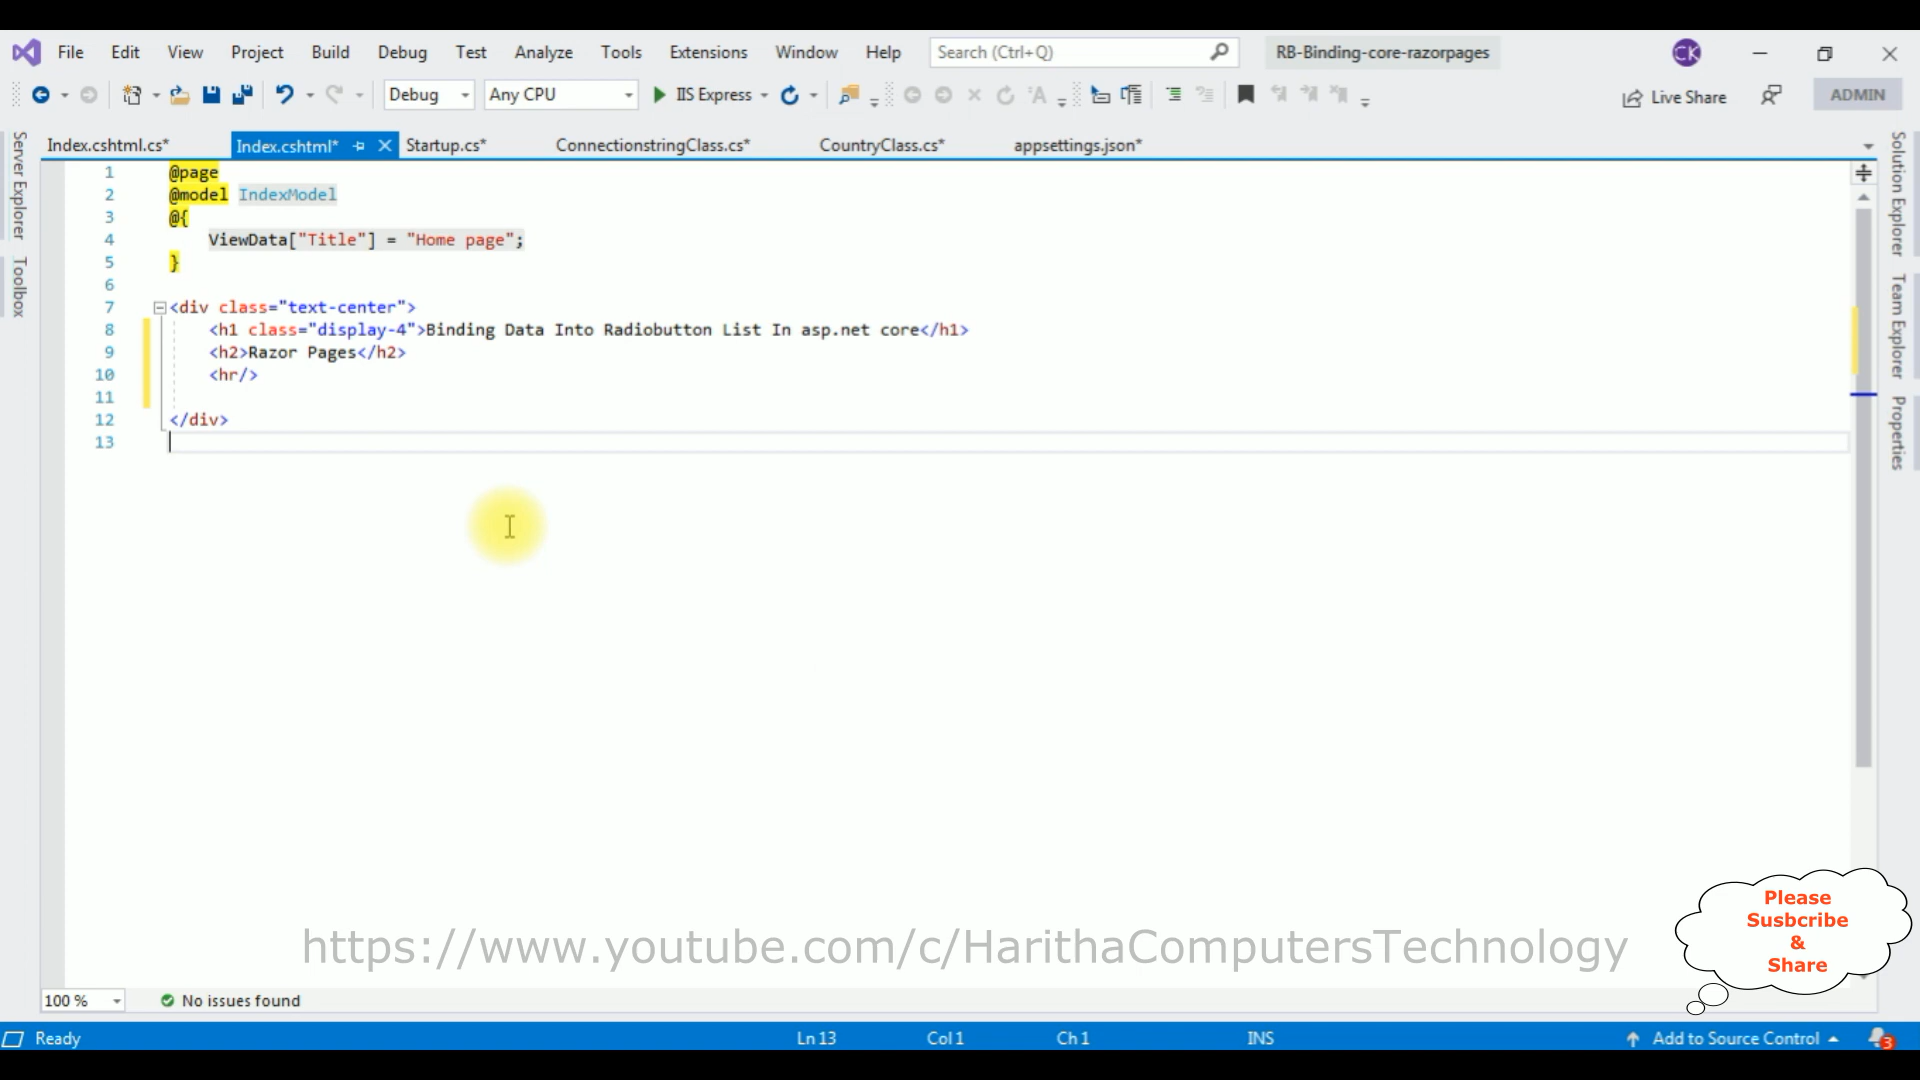 File Edit View Project Build Debug Test Analyze Tools Extensions Window Help Search (Ctrl+Q) RB-Binding-core-razorpages CK
Debug Any CPU IIS Express Live Share ADMIN
Index.cshtml.cs* Index.cshtml* Startup.cs* ConnectionstringClass.cs* CountryClass.cs* appsettings.json*
Server Explorer
Toolbox
1 @page
2 @model IndexModel
3 @{
4 ViewData["Title"] = "Home page";
5 }
6
7 <div class="text-center">
8 <h1 class="display-4">Binding Data Into Radiobutton List In asp.net core</h1>
9 <h2>Razor Pages</h2>
10 <hr/>
11
12 </div>
13
Solution Explorer
Team Explorer
Properties
https://www.youtube.com/c/HarithaComputersTechnology
Please
Susbcribe
&
Share
100 % No issues found
Ready Ln 13 Col 1 Ch 1 INS Add to Source Control 3